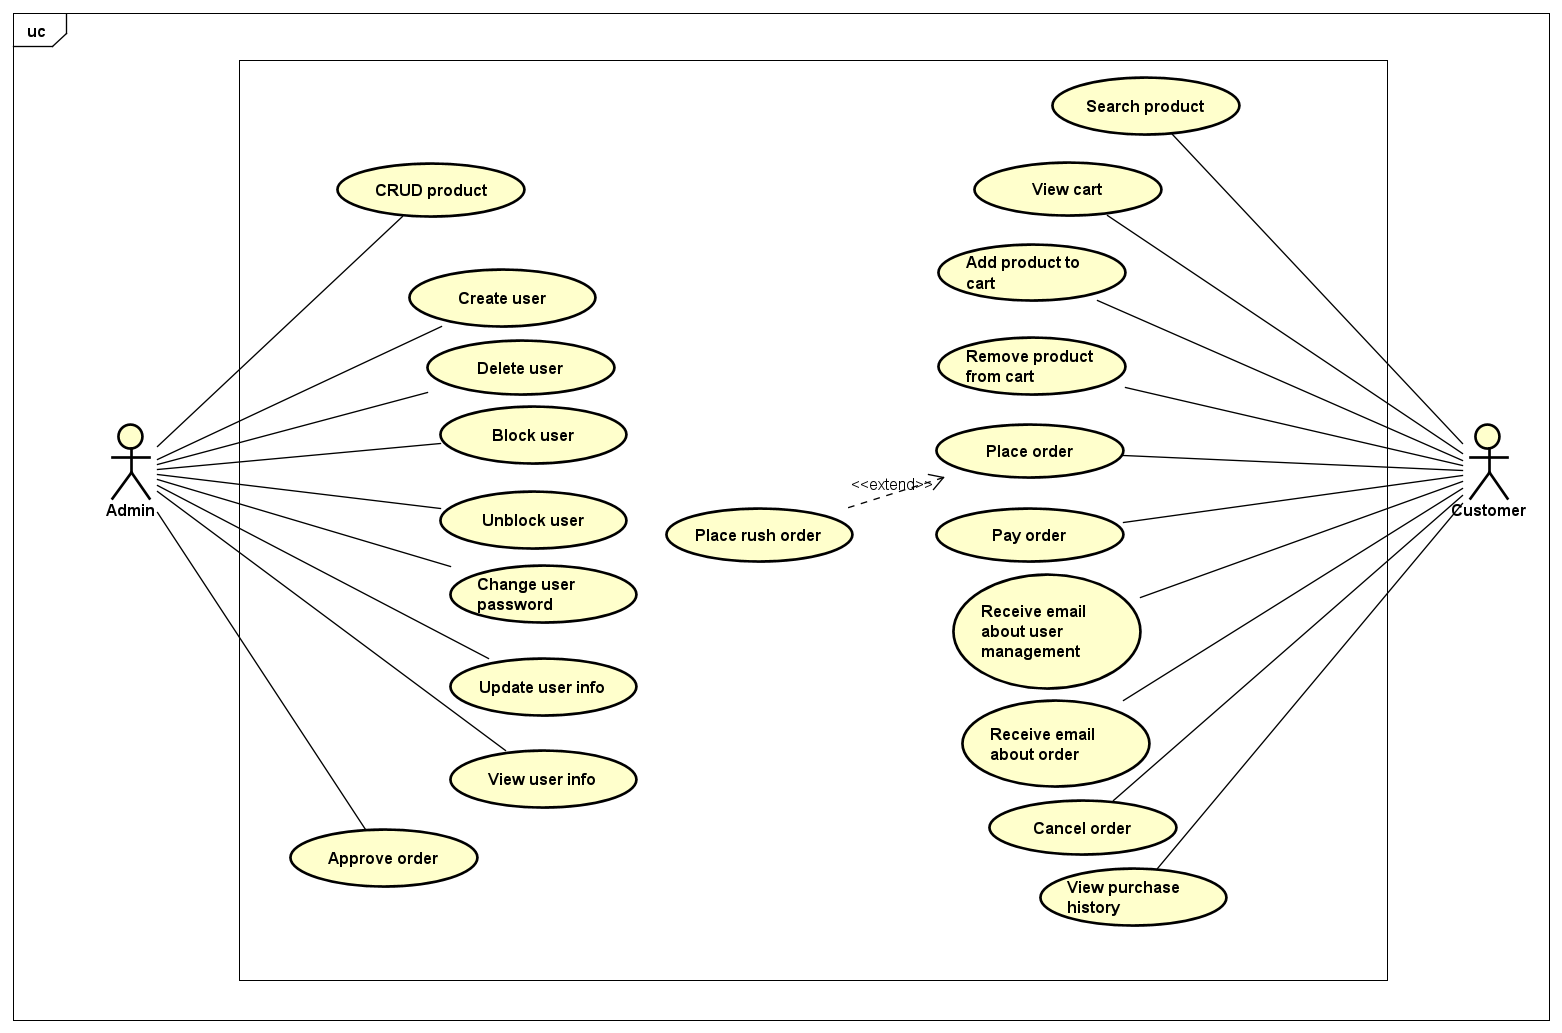 uc
CRUD product
Create user
Delete user
Block user
Unblock user
Change user
password
Update user info
View user info
Approve order
Admin
Place rush order
<<extend>>
Search product
View cart
Add product to
cart
Remove product
from cart
Place order
Pay order
Receive email
about user
management
Receive email
about order
Cancel order
View purchase
history
Customer